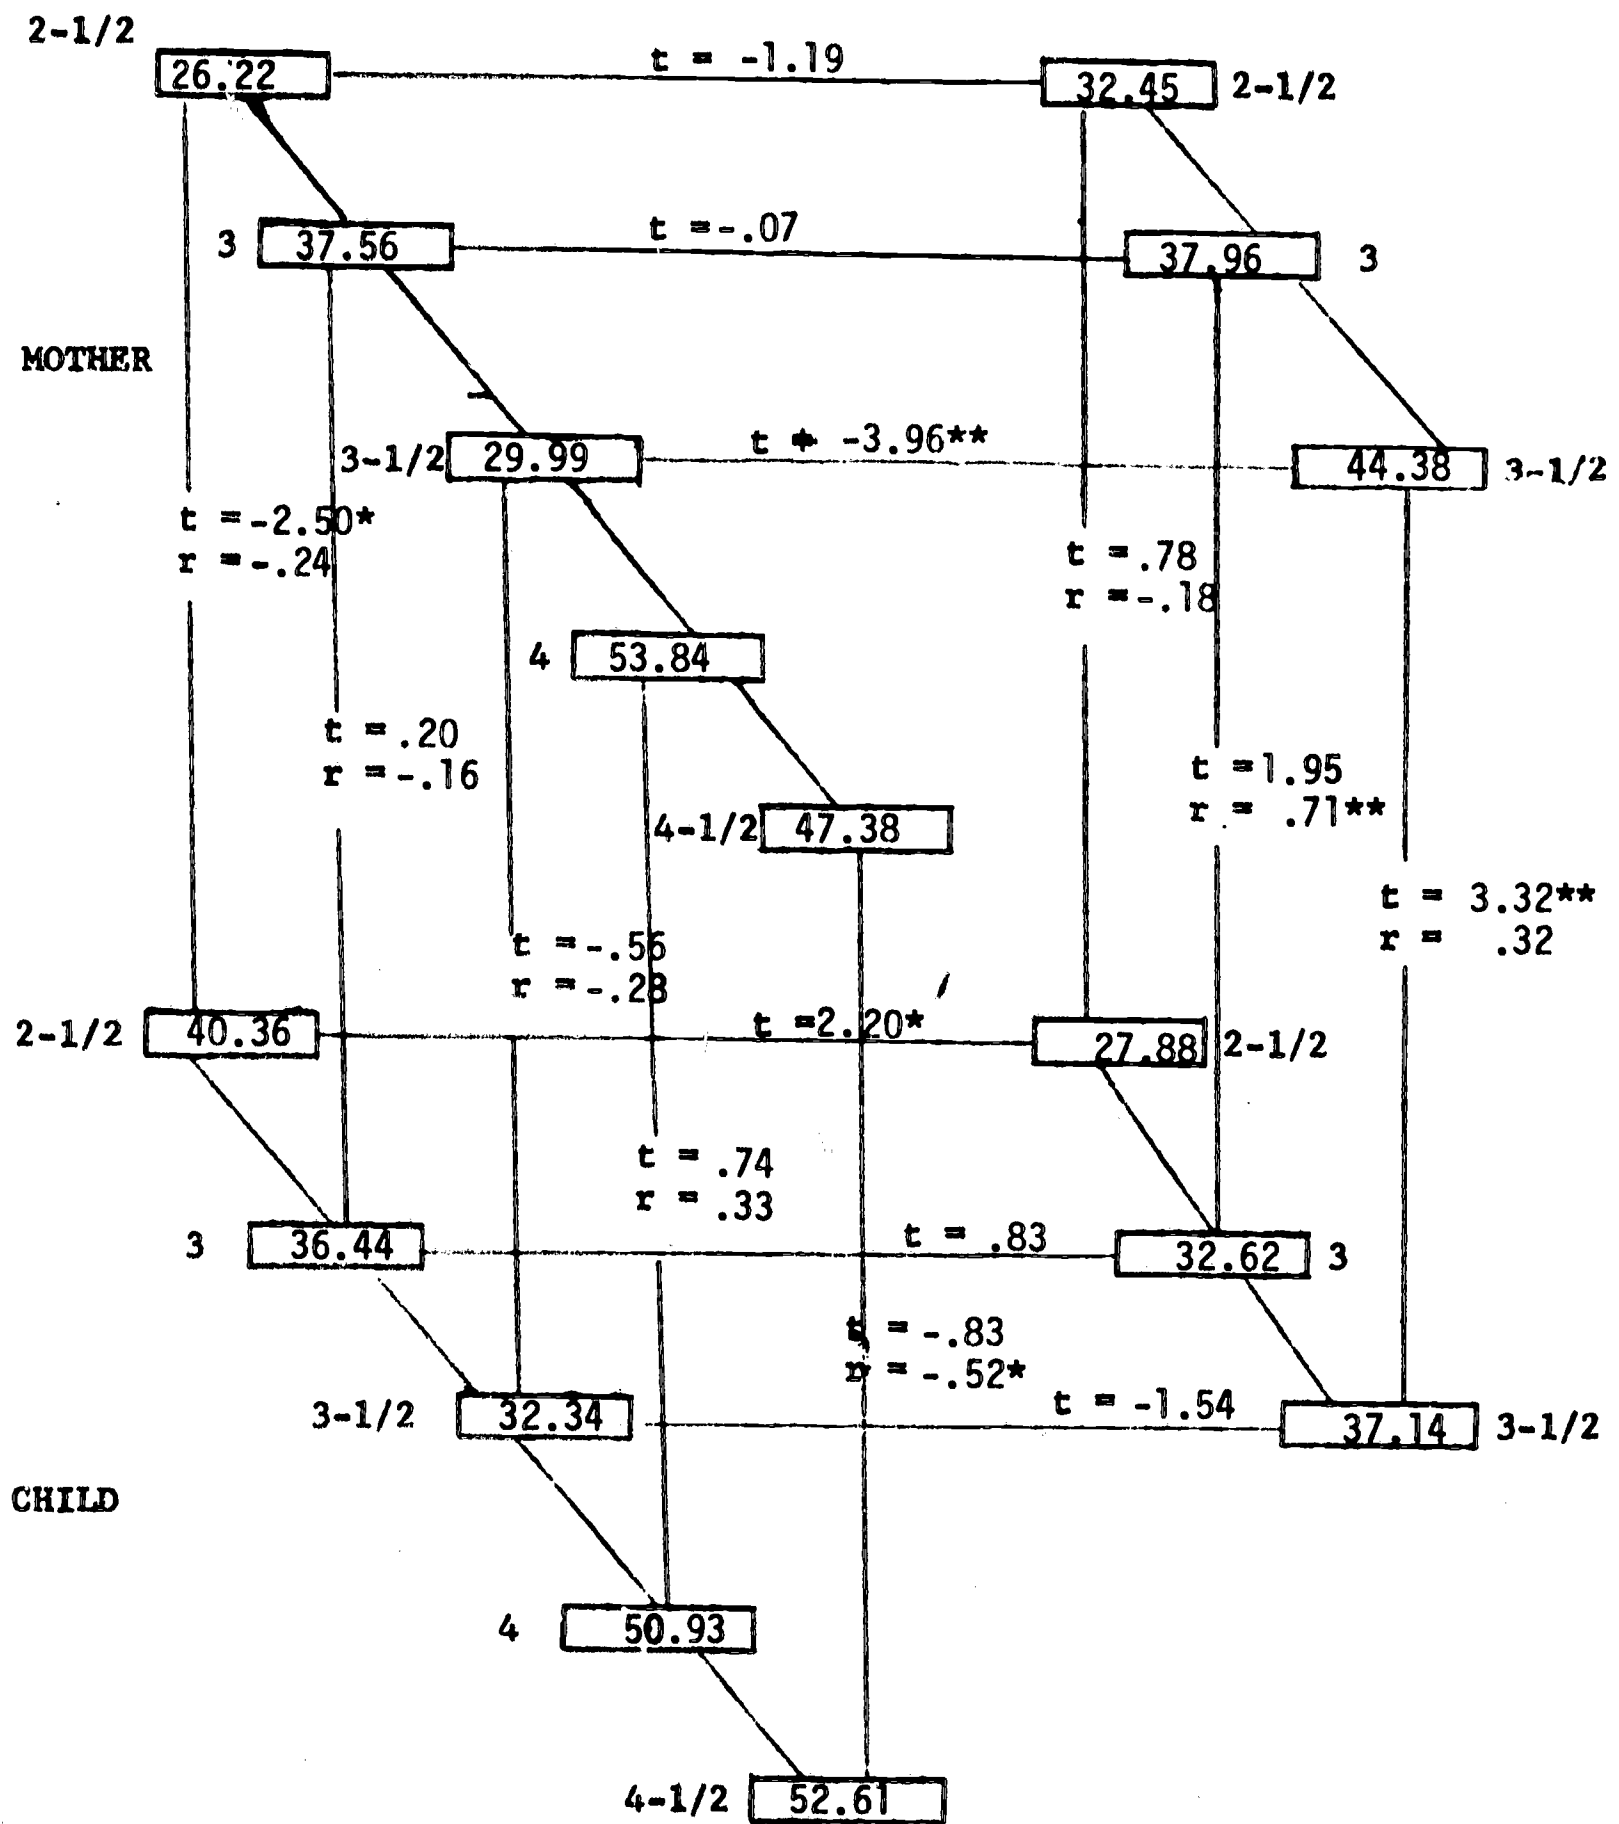 2-1/2
26.22 t = -1.19 32.45 2-1/2
3 37.56 t =-.07 37.96 3
MOTHER
3-1/2 29.99 t = -3.96** 44.38 3-1/2
t =-2.50*
r =-.24
t =.78
r =-.18
4 53.84
t =.20
r =-.16
t =1.95
r = .71**
4-1/2 47.38
t = 3.32**
r = .32
t =-.56
r =-.28
2-1/2 40.36 t =2.20* 27.88 2-1/2
t = .74
r = .33
3 36.44 t = .83 32.62 3
t = -.83
r = -.52*
3-1/2 32.34 t = -1.54 37.14 3-1/2
CHILD
4 50.93
4-1/2 52.61